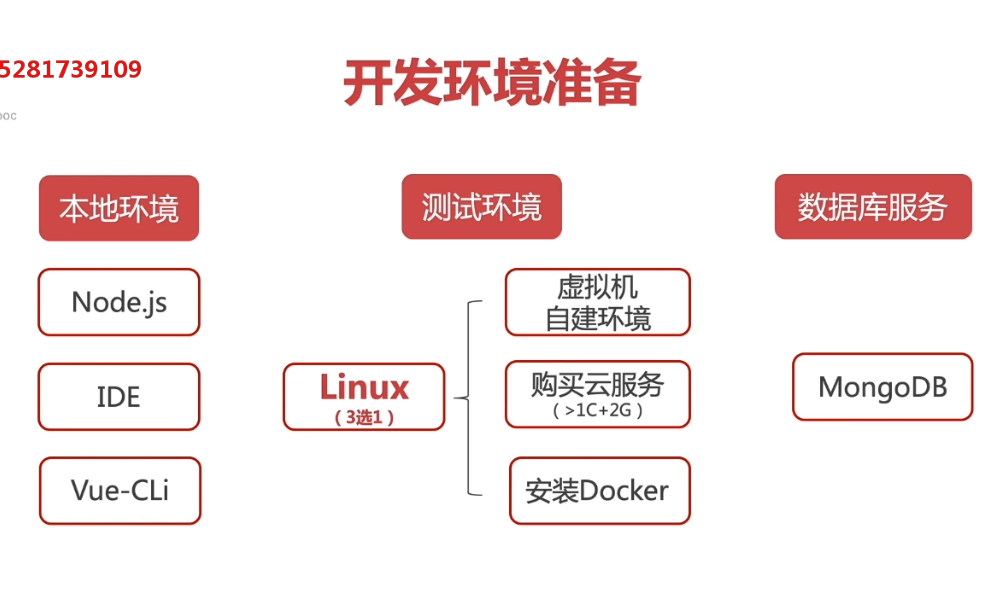 5281739109
开发环境准备
ooc
本地环境
测试环境
数据库服务
Node.js
IDE
Vue-CLi
Linux
（3选1）
虚拟机
自建环境
购买云服务
（>1C+2G）
安装Docker
MongoDB